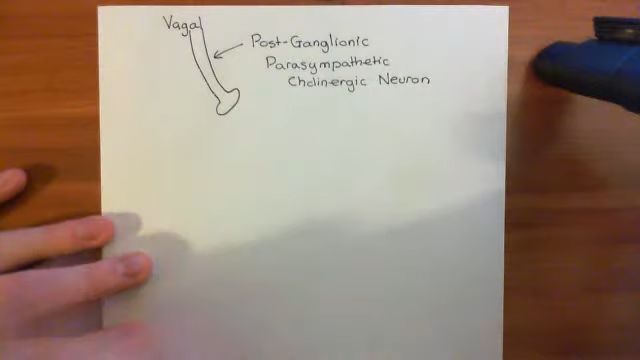 Vagal
Post-Ganglionic
Parasympathetic
Cholinergic Neuron